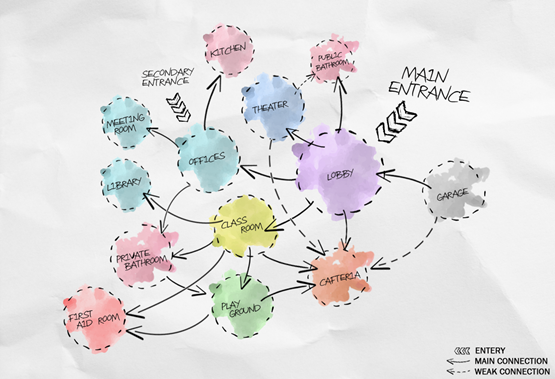 KITCHEN
PUBLIC
BATHROOM
SECONDARY
ENTRANCE
MAIN
ENTRANCE
THEATER
MEETING
ROOM
OFFICES
LOBBY
LIBRARY
GARAGE
CLASS
ROOM
PRIVATE
BATHROOM
CAFTERIA
PLAY
GROUND
FIRST
AID ROOM
ENTERY
MAIN CONNECTION
WEAK CONNECTION